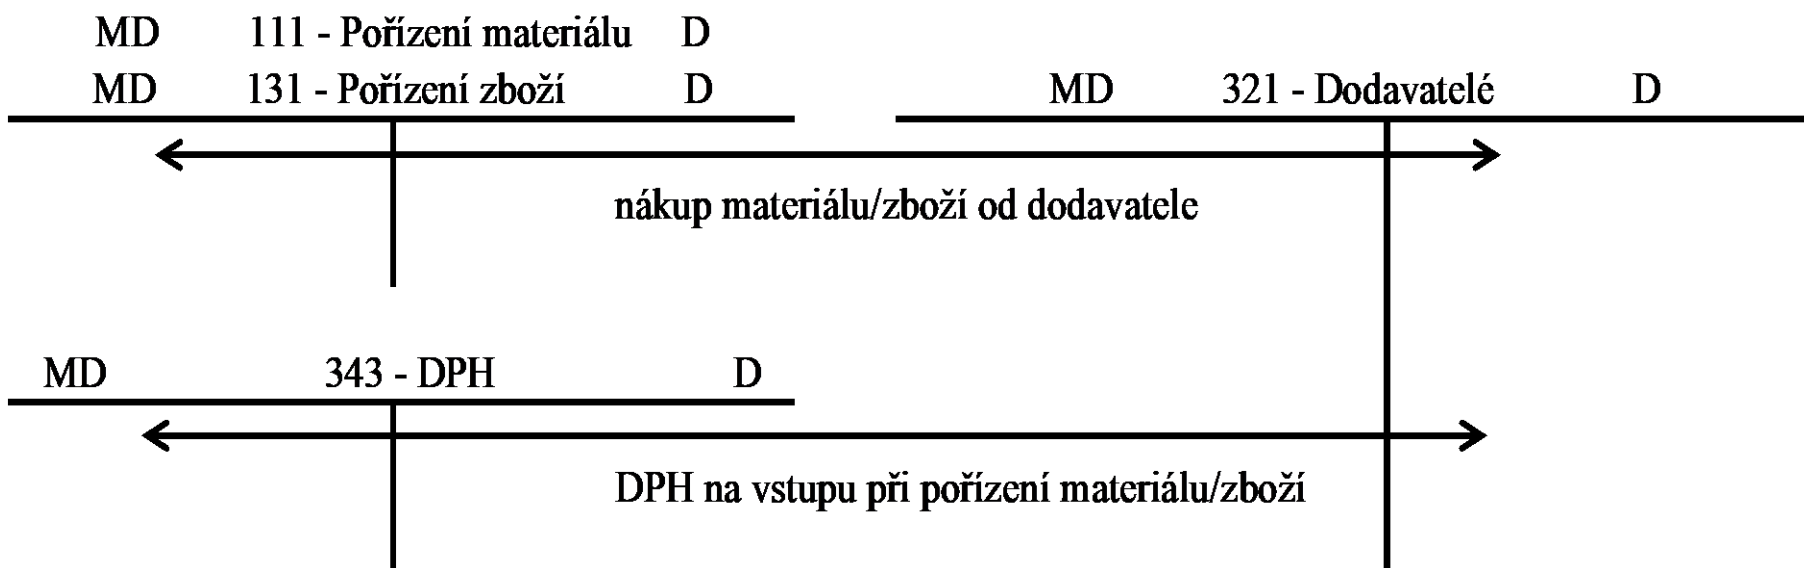 MD 111 - Pořízení materiálu D
MD 131 - Pořízení zboží D
MD 321 - Dodavatelé D
nákup materiálu/zboží od dodavatele
MD 343 - DPH D
DPH na vstupu při pořízení materiálu/zboží